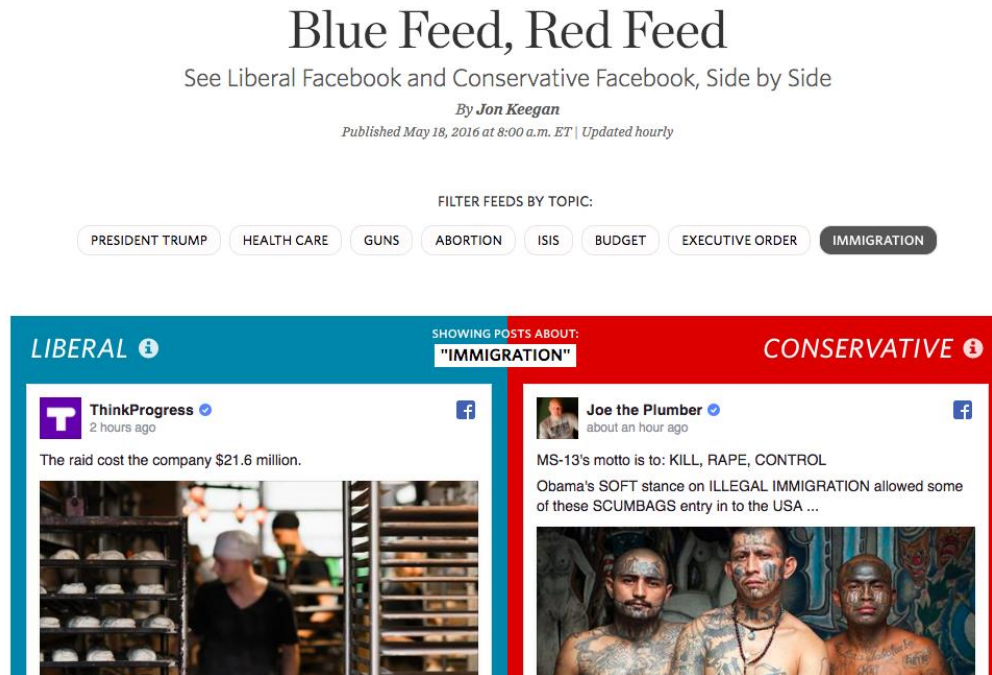 Blue Feed, Red Feed
See Liberal Facebook and Conservative Facebook, Side by Side
By Jon Keegan
Published May 18, 2016 at 8:00 a.m. ET | Updated hourly
FILTER FEEDS BY TOPIC:
PRESIDENT TRUMP
HEALTH CARE
GUNS
ABORTION
ISIS
BUDGET
EXECUTIVE ORDER
IMMIGRATION
LIBERAL
SHOWING POSTS ABOUT:
"IMMIGRATION"
CONSERVATIVE
ThinkProgress
2 hours ago
The raid cost the company $21.6 million.
Joe the Plumber
about an hour ago
MS-13's motto is to: KILL, RAPE, CONTROL
Obama's SOFT stance on ILLEGAL IMMIGRATION allowed some
of these SCUMBAGS entry in to the USA ...